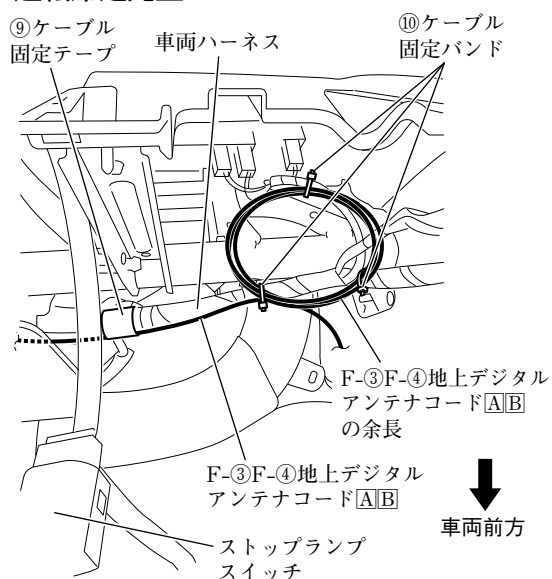 ⑨ケーブル
固定テープ
車両ハーネス
⑩ケーブル
固定バンド
F-③F-④地上デジタル
アンテナコード🄰🄱
の余長
F-③F-④地上デジタル
アンテナコード🄰🄱
車両前方
ストップランプ
スイッチ